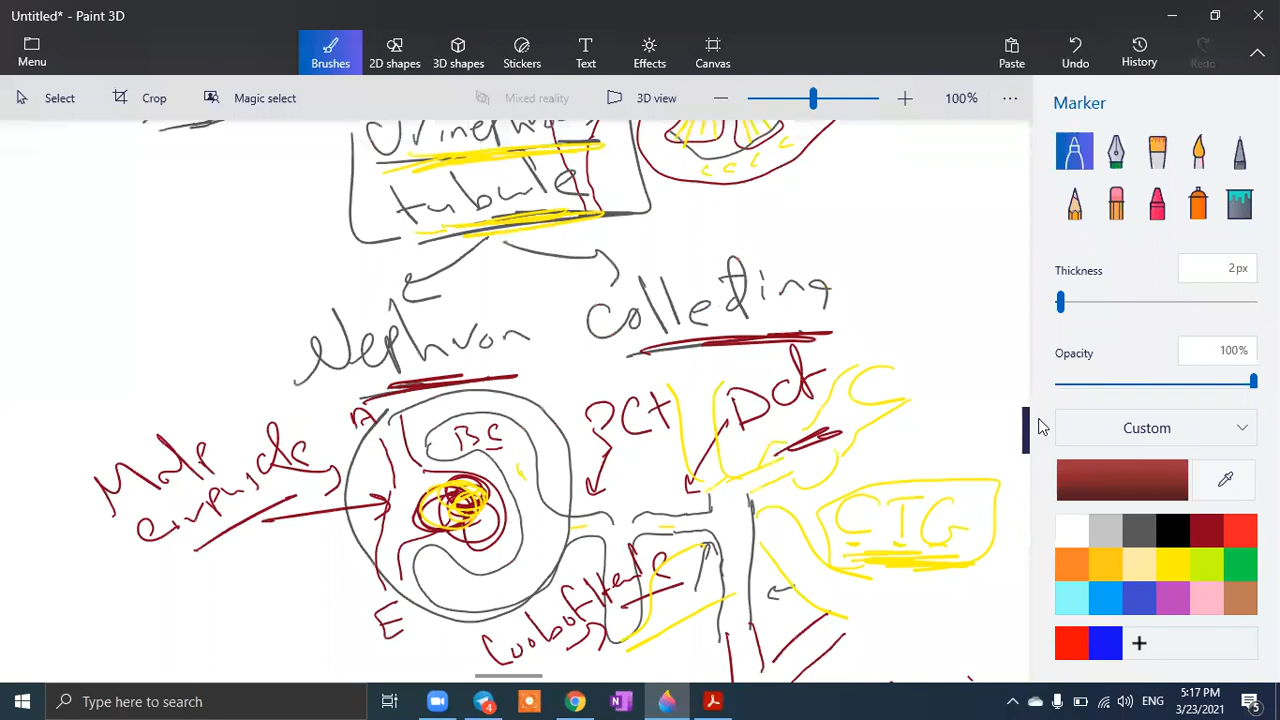 Untitled* - Paint 3D
Menu
Brushes
2D shapes
3D shapes
Stickers
Text
Effects
Canvas
Paste
Undo
History
Redo
Select
Crop
Magic select
Mixed reality
3D view
100%
Marker
Thickness
2px
Opacity
100%
Custom
tubule
Nephron
Collecting
A
BC
PCT
Dct
C
CTG
E
Type here to search
4
ENG
5:17 PM
3/23/2021
5